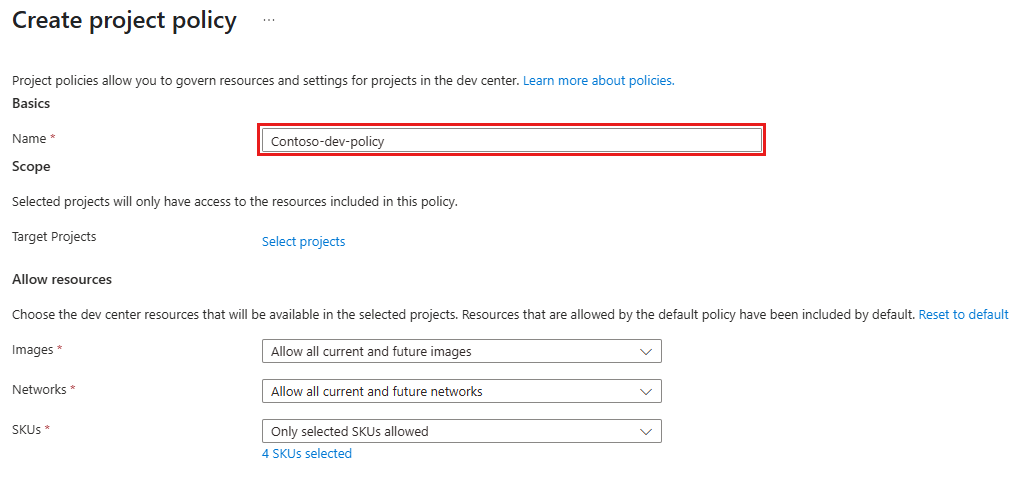 Create project policy ...
Project policies allow you to govern resources and settings for projects in the dev center. Learn more about policies.
Basics
Name *
Contoso-dev-policy
Scope
Selected projects will only have access to the resources included in this policy.
Target Projects
Select projects
Allow resources
Choose the dev center resources that will be available in the selected projects. Resources that are allowed by the default policy have been included by default. Reset to default
Images *
Allow all current and future images
Networks *
Allow all current and future networks
SKUs *
Only selected SKUs allowed
4 SKUs selected